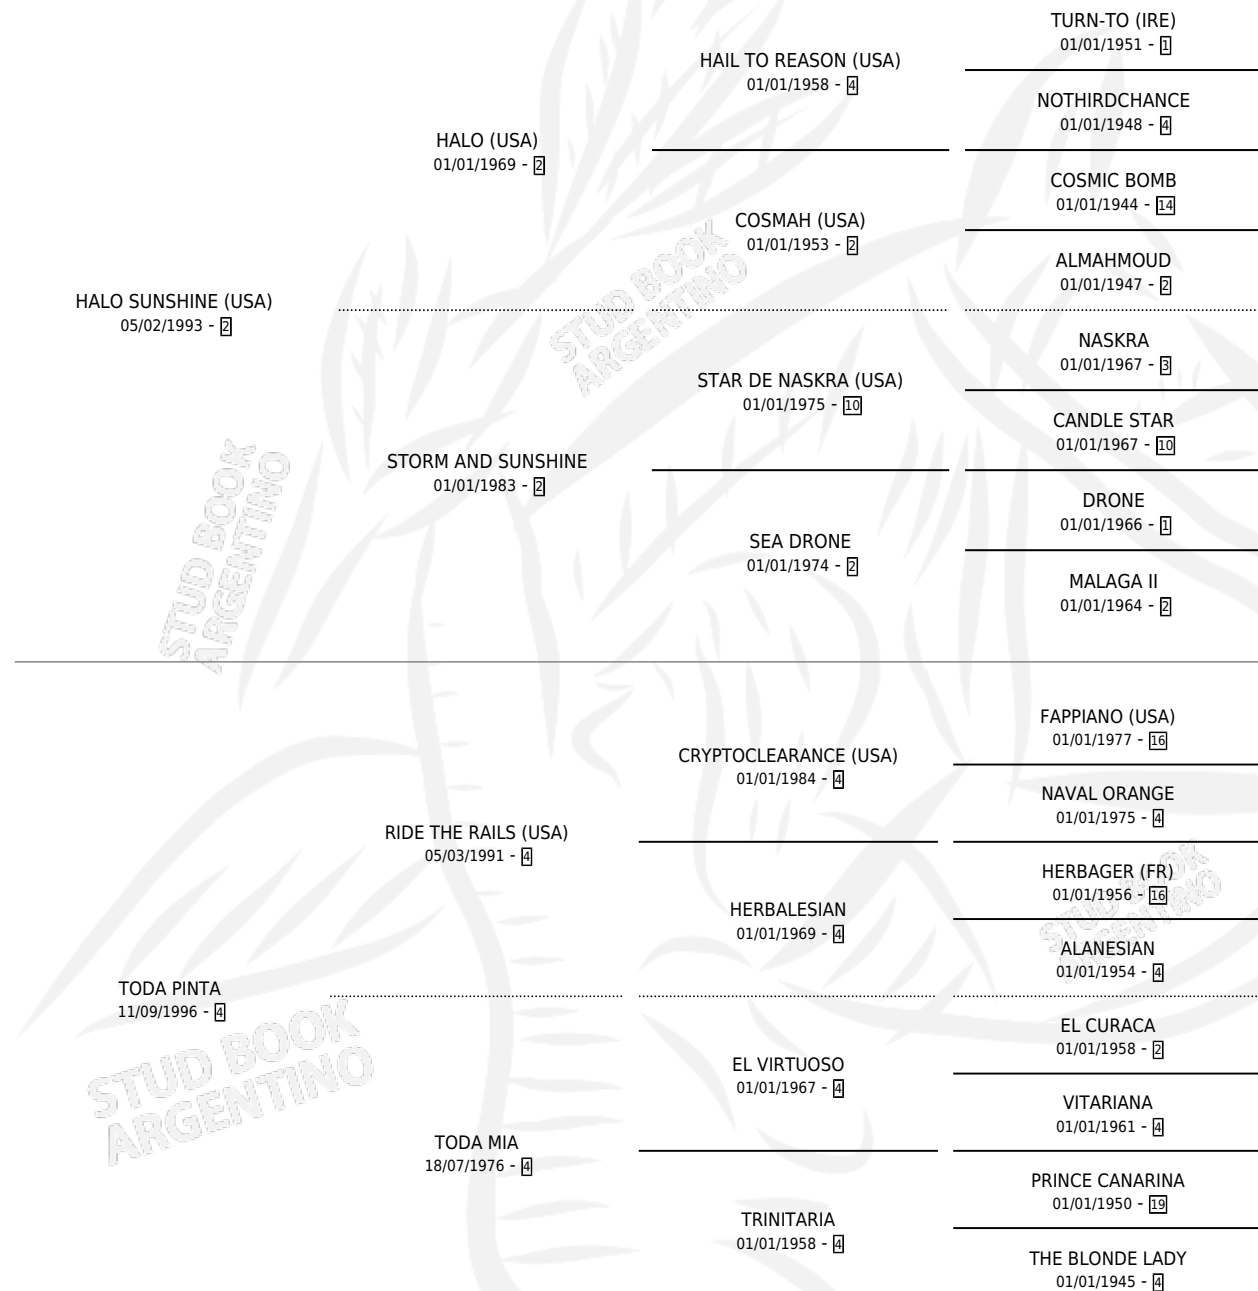 TURN-TO (IRE)
01/01/1951 - 1
HAIL TO REASON (USA)
01/01/1958 - 4
NOTHIRDCHANCE
01/01/1948 - 4
HALO (USA)
01/01/1969 - 2
COSMIC BOMB
01/01/1944 - 14
COSMAH (USA)
01/01/1953 - 2
ALMAHMOUD
01/01/1947 - 2
HALO SUNSHINE (USA)
05/02/1993 - 2
STUD BOOK
ARGENTINO
NASKRA
01/01/1967 - 3
STAR DE NASKRA (USA)
01/01/1975 - 10
CANDLE STAR
01/01/1967 - 10
STORM AND SUNSHINE
01/01/1983 - 2
DRONE
01/01/1966 - 1
SEA DRONE
01/01/1974 - 2
MALAGA II
01/01/1964 - 2
STUD BOOK
ARGENTINO
FAPPIANO (USA)
01/01/1977 - 16
CRYPTOCLEARANCE (USA)
01/01/1984 - 4
NAVAL ORANGE
01/01/1975 - 4
RIDE THE RAILS (USA)
05/03/1991 - 4
HERBAGER (FR)
01/01/1956 - 16
HERBALESIAN
01/01/1969 - 4
STUD BOOK
ARGENTINO
ALANESIAN
01/01/1954 - 4
TODA PINTA
11/09/1996 - 4
EL CURACA
01/01/1958 - 2
EL VIRTUOSO
01/01/1967 - 4
STUD BOOK
ARGENTINO
VITARIANA
01/01/1961 - 4
TODA MIA
18/07/1976 - 4
PRINCE CANARINA
01/01/1950 - 19
TRINITARIA
01/01/1958 - 4
THE BLONDE LADY
01/01/1945 - 4